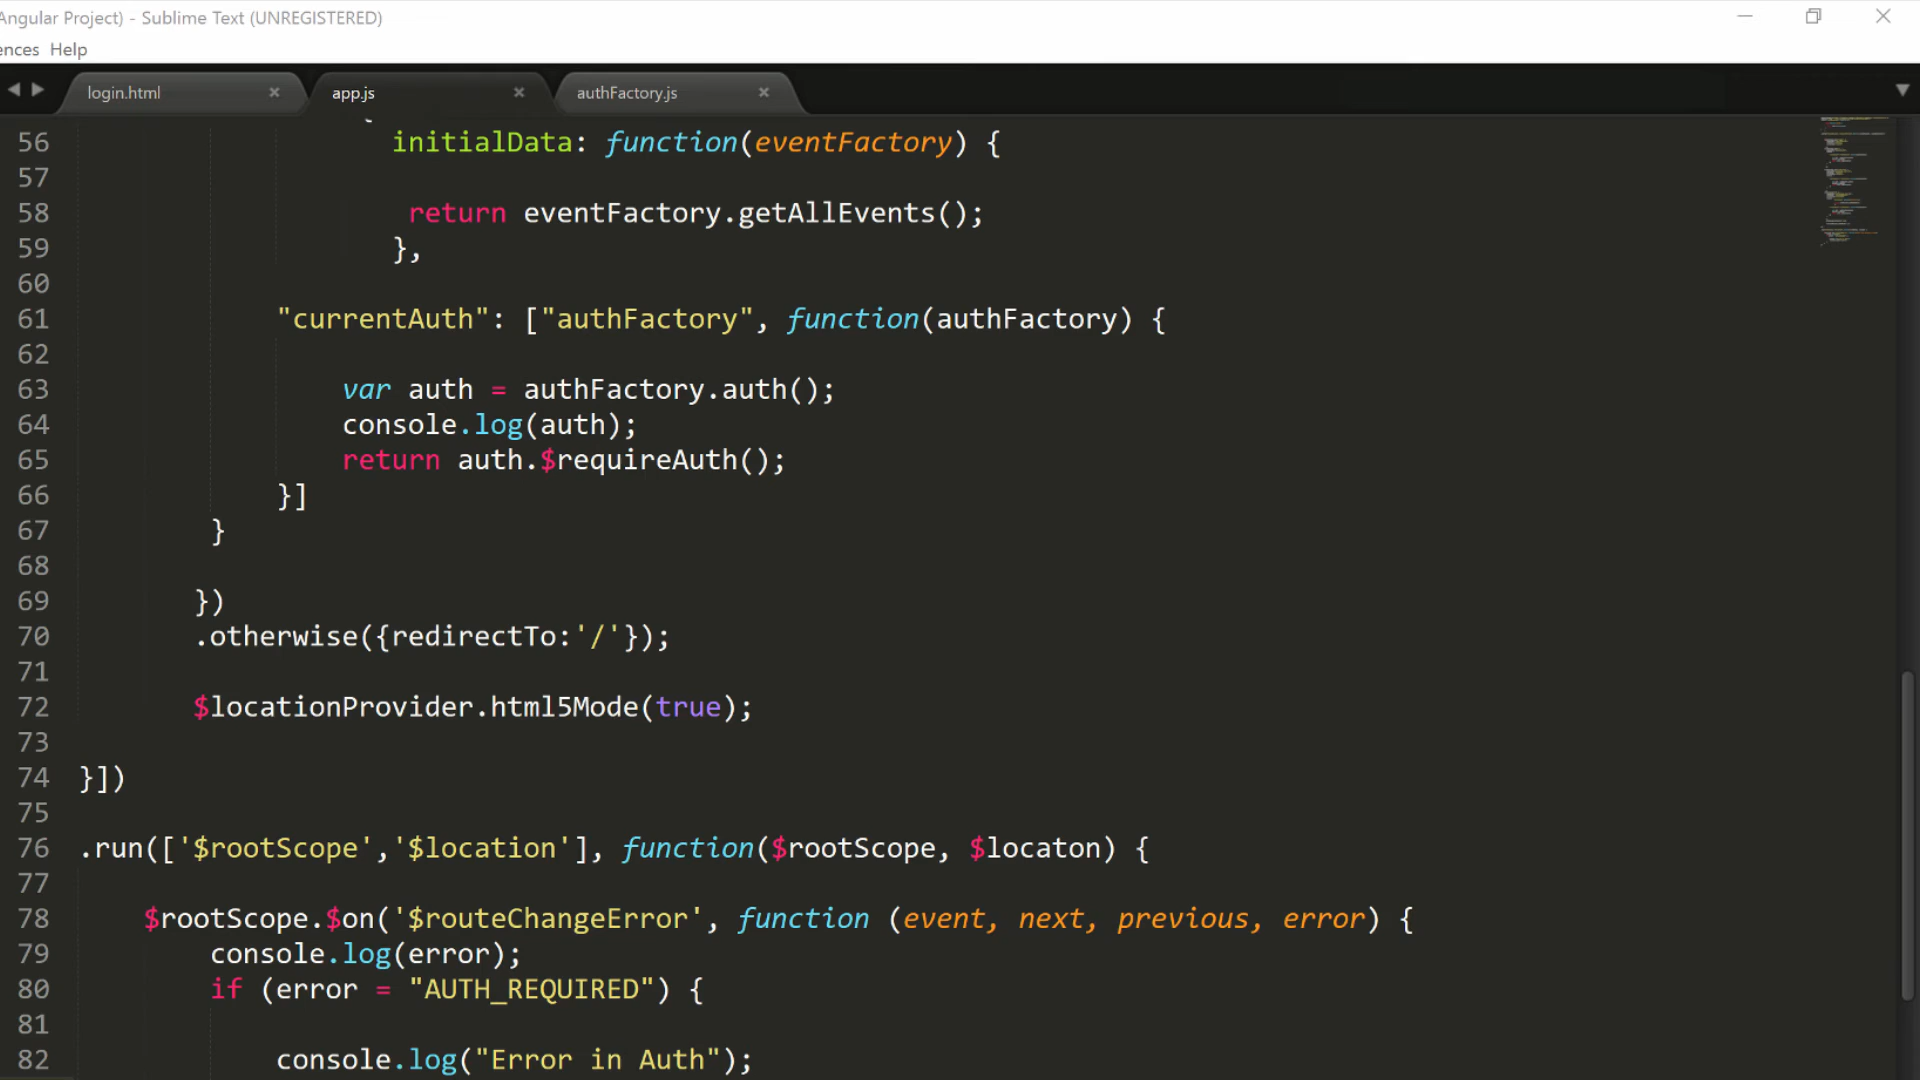 Angular Project) - Sublime Text (UNREGISTERED)
ences Help
login.html app.js authFactory.js
56 initialData: function(eventFactory) {
57
58 return eventFactory.getAllEvents();
59 },
60
61 "currentAuth": ["authFactory", function(authFactory) {
62
63 var auth = authFactory.auth();
64 console.log(auth);
65 return auth.$requireAuth();
66 }]
67 }
68
69 })
70 .otherwise({redirectTo:'/'});
71
72 $locationProvider.html5Mode(true);
73
74 }])
75
76 .run(['$rootScope','$location'], function($rootScope, $locaton) {
77
78 $rootScope.$on('$routeChangeError', function (event, next, previous, error) {
79 console.log(error);
80 if (error = "AUTH_REQUIRED") {
81
82 console.log("Error in Auth");